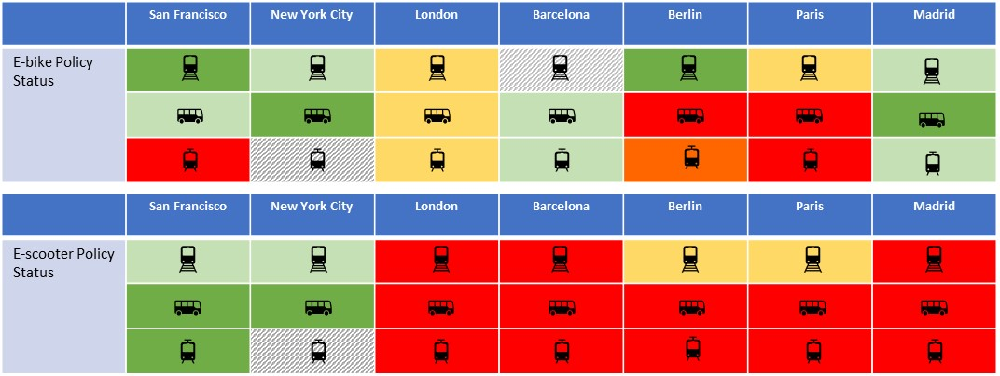 San Francisco New York City London Barcelona Berlin Paris Madrid
E-bike Policy
Status
San Francisco New York City London Barcelona Berlin Paris Madrid
E-scooter Policy
Status